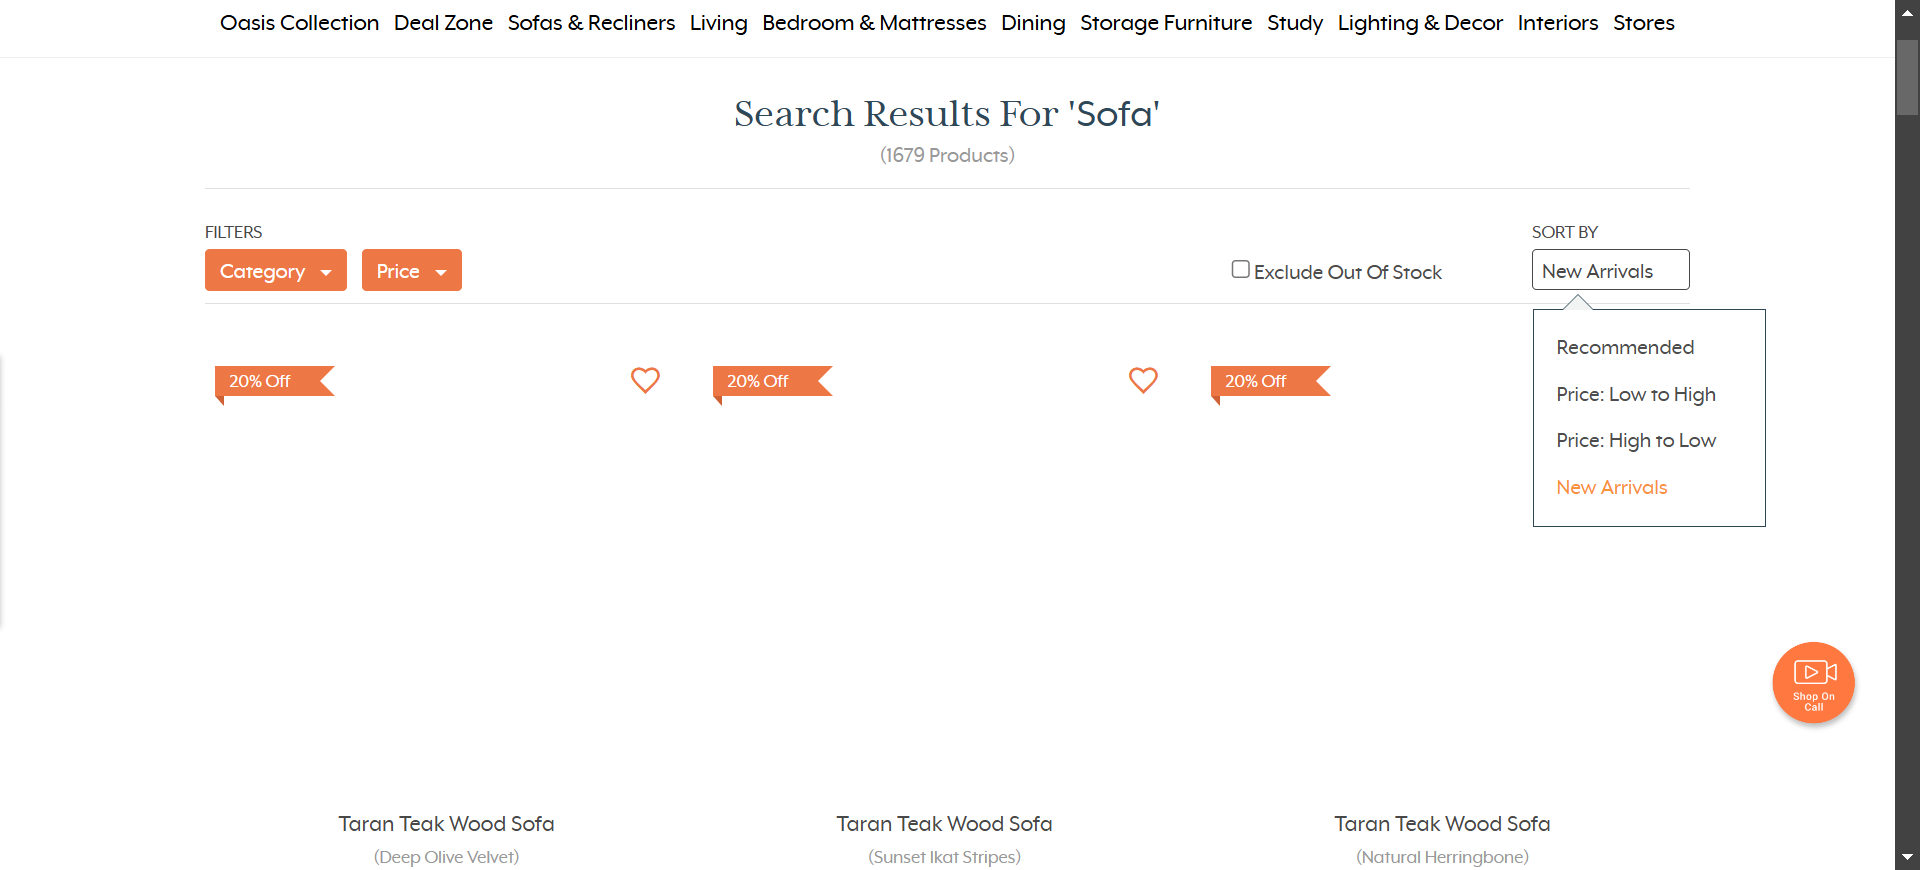 Oasis Collection Deal Zone Sofas & Recliners Living Bedroom & Mattresses Dining Storage Furniture Study Lighting & Decor Interiors Stores
Search Results For 'Sofa'
(1679 Products)
FILTERS
SORT BY
Category Price Exclude Out Of Stock New Arrivals
Recommended
Price: Low to High
Price: High to Low
New Arrivals
20% Off 20% Off 20% Off
Shop On
Call
Taran Teak Wood Sofa Taran Teak Wood Sofa Taran Teak Wood Sofa
(Deep Olive Velvet) (Sunset Ikat Stripes) (Natural Herringbone)